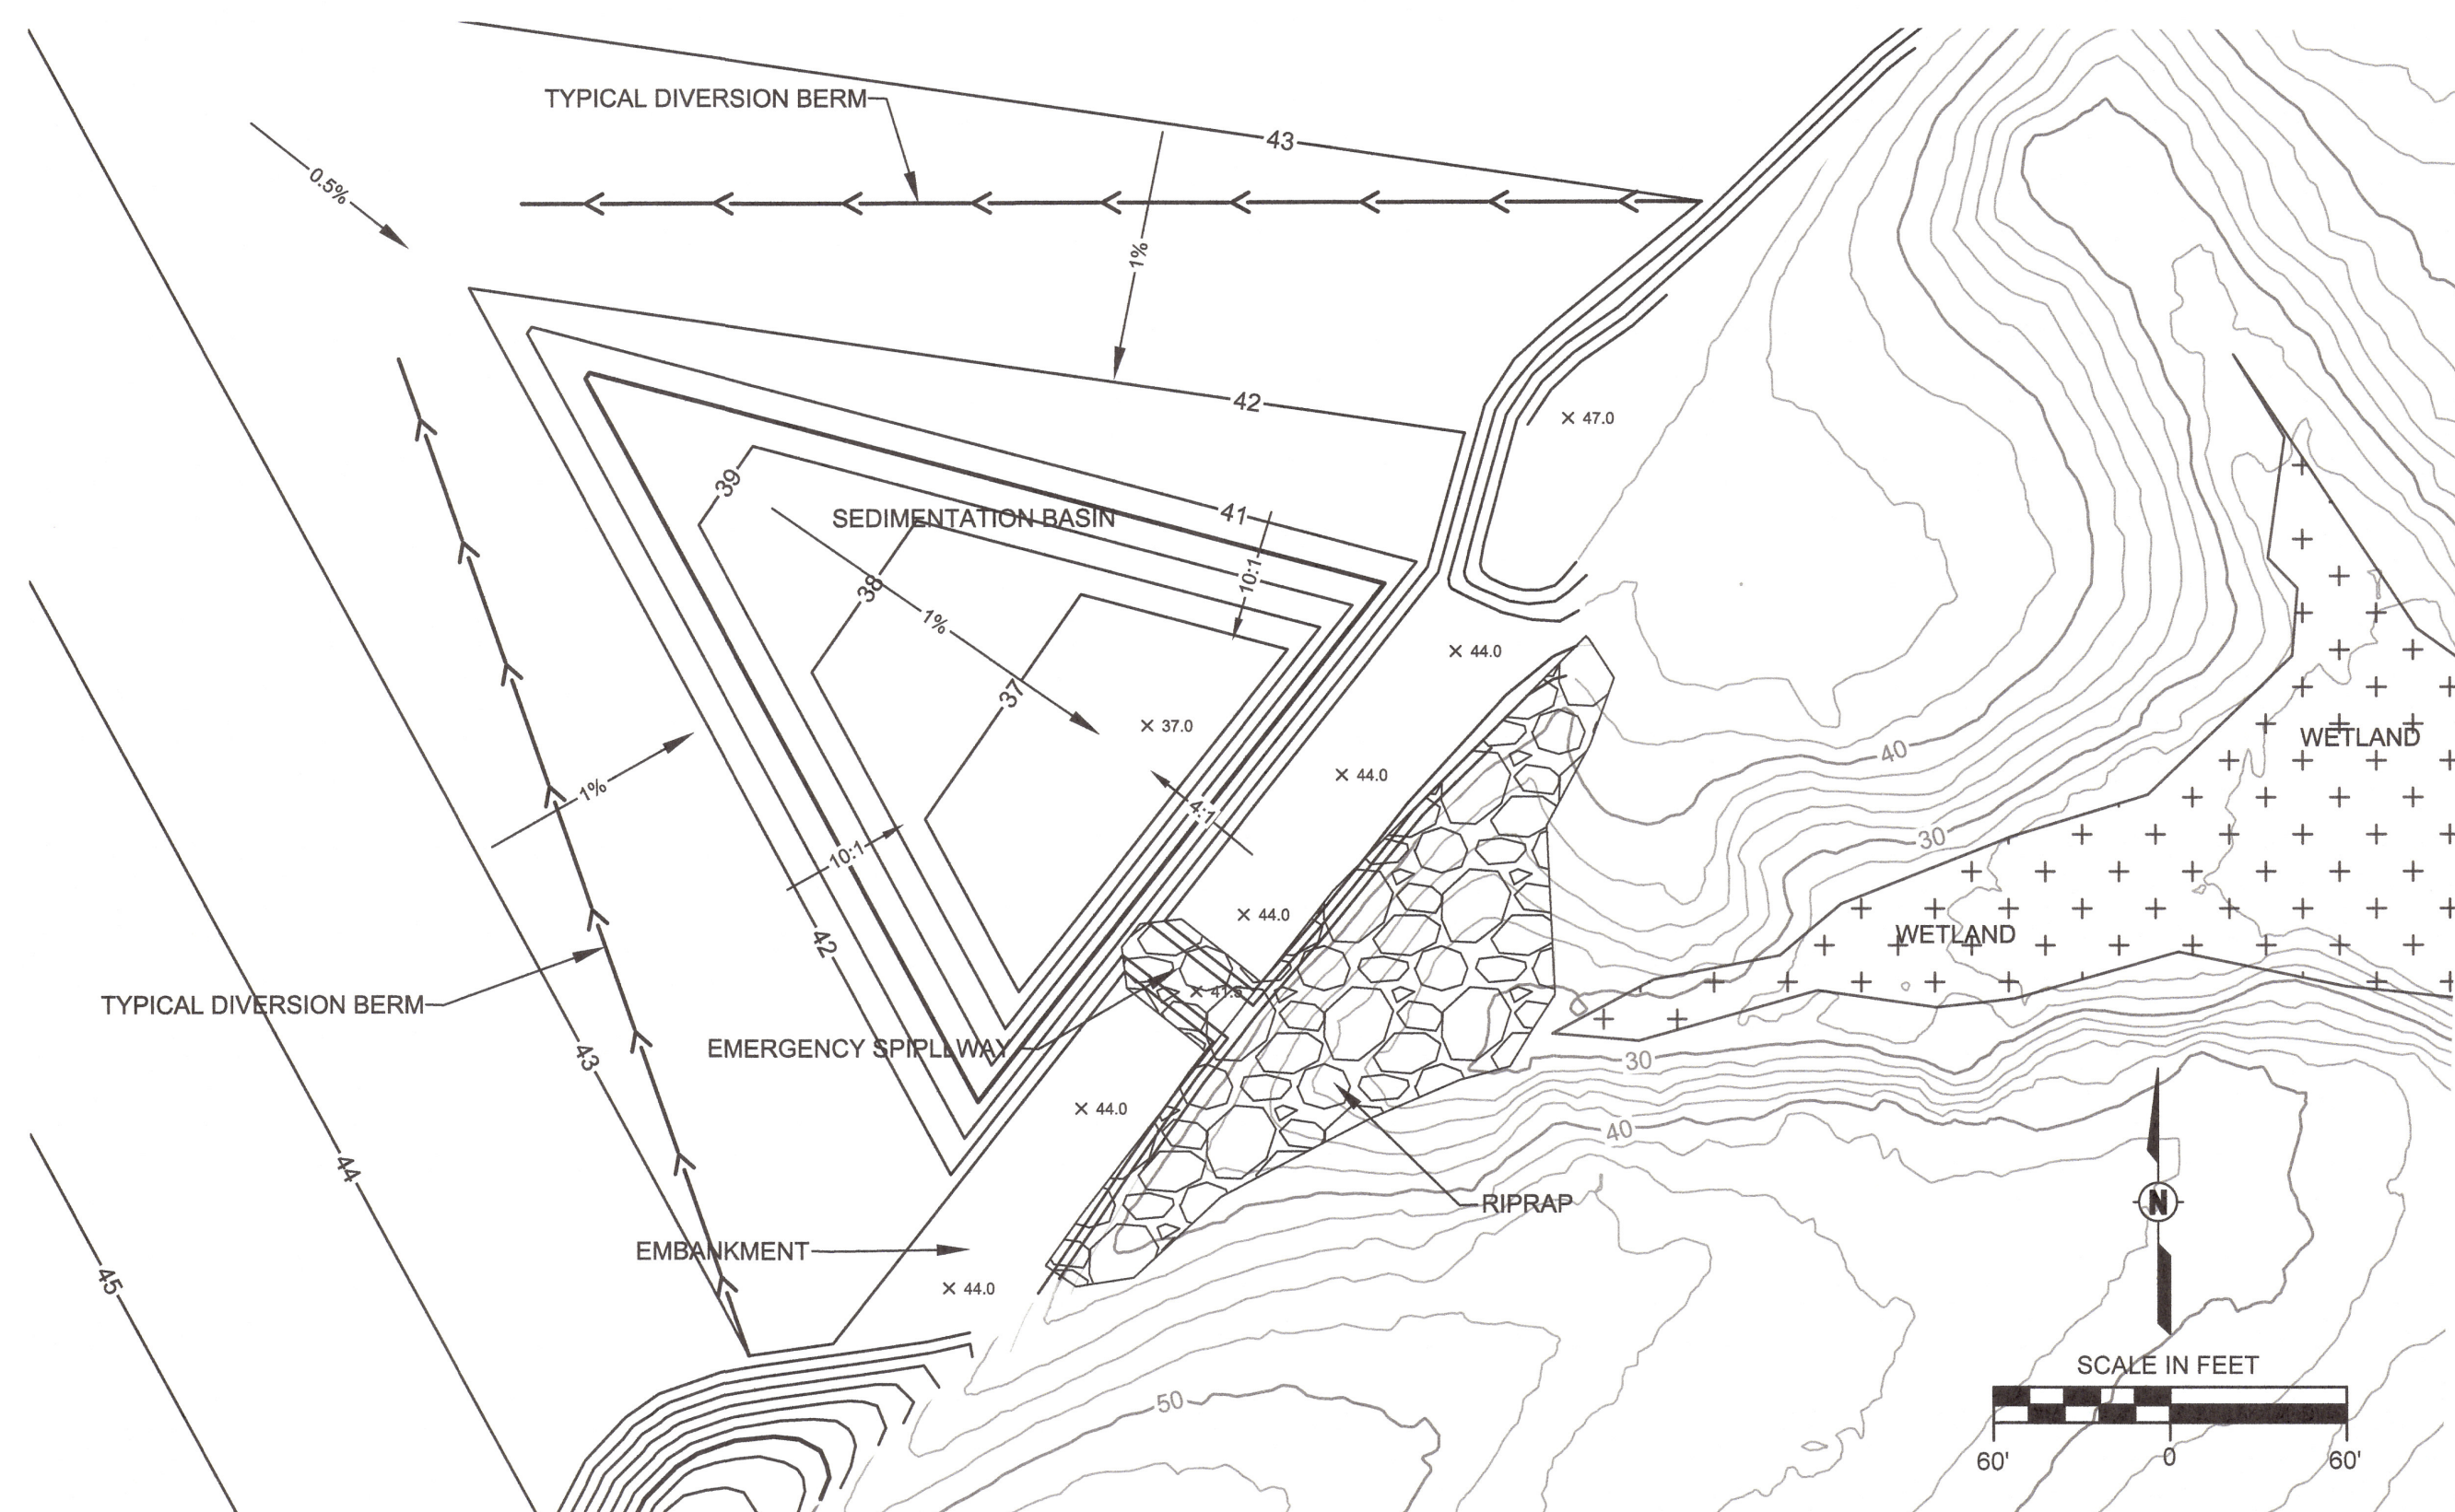 TYPICAL DIVERSION BERM
43
0.5%
1%
42
× 47.0
39
41
SEDIMENTATION BASIN
10:1
38
1%
× 44.0
37
× 37.0
WETLAND
40
× 44.0
1%
4:1
30
10:1
× 44.0
42
WETLAND
× 41.5
TYPICAL DIVERSION BERM
EMERGENCY SPIPLLWAY
43
30
× 44.0
40
44
N
RIPRAP
EMBANKMENT
45
× 44.0
SCALE IN FEET
50
60' 0 60'